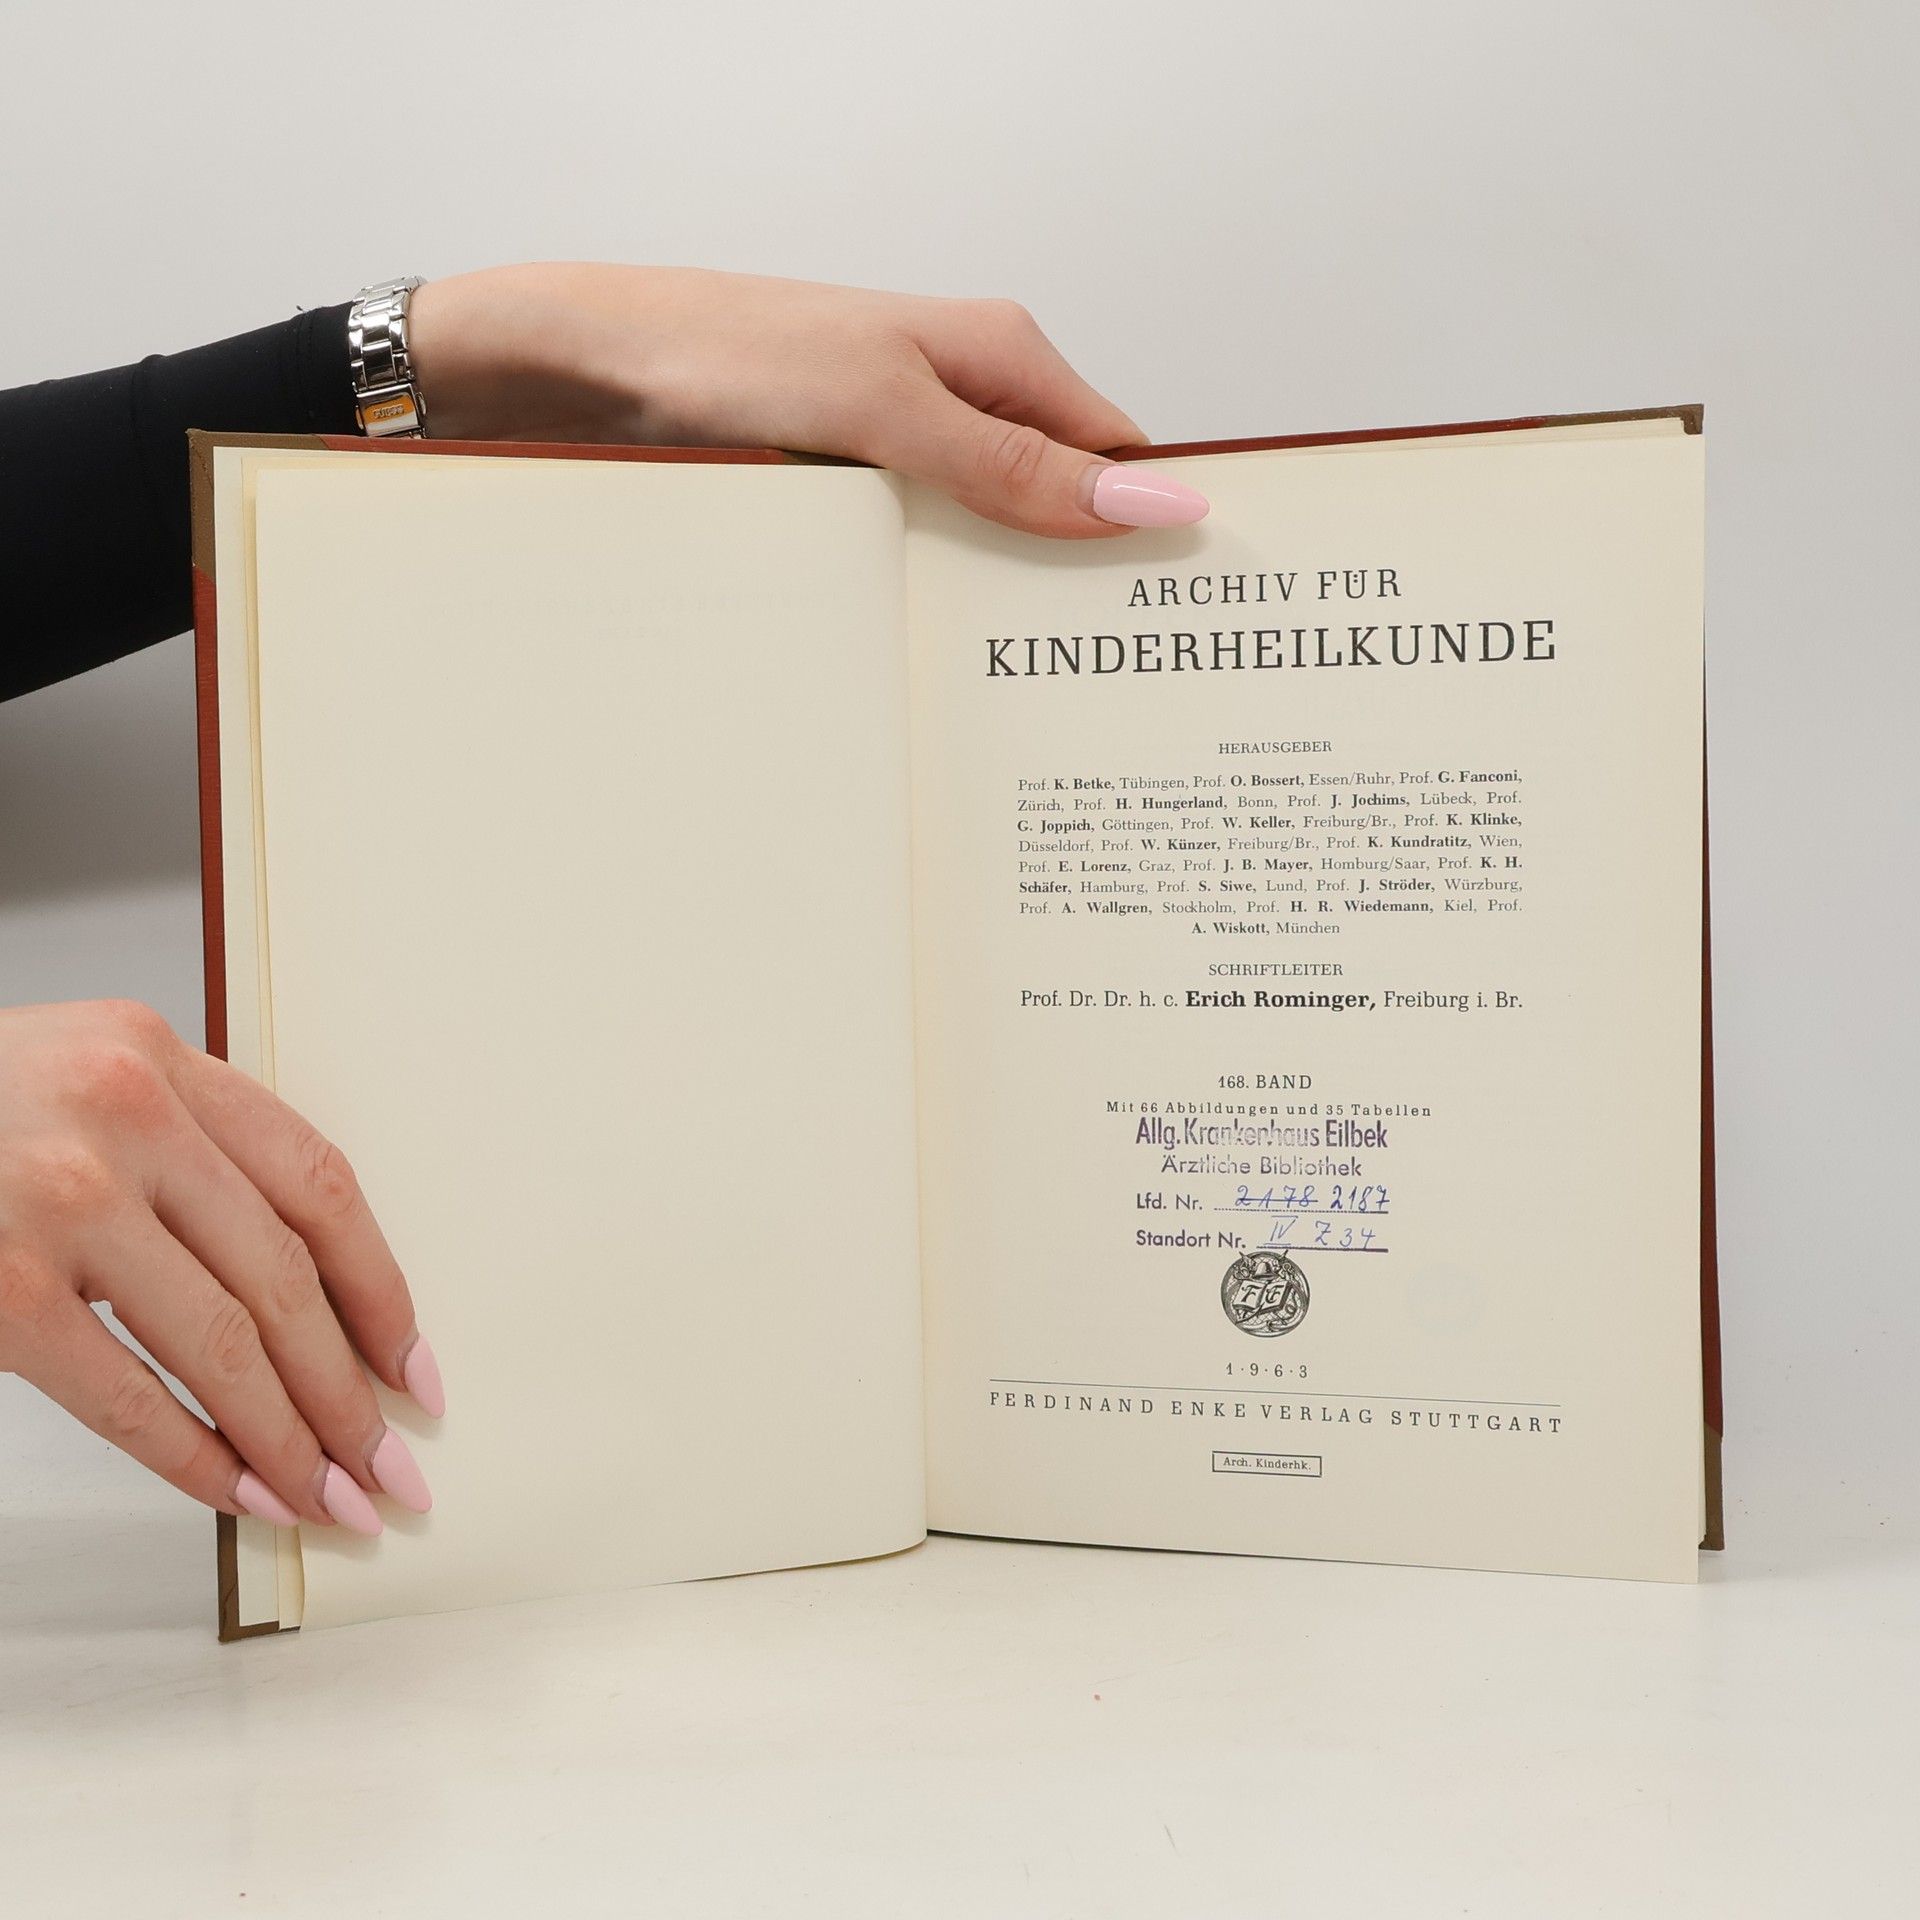 GUESS
ARCHIV FÜR
KINDERHEILKUNDE
HERAUSGEBER
Prof. K. Betke, Tübingen, Prof. O. Bossert, Essen/Ruhr, Prof. G. Fanconi,
Zürich, Prof. H. Hungerland, Bonn, Prof. J. Jochims, Lübeck, Prof.
G. Joppich, Göttingen, Prof. W. Keller, Freiburg/Br., Prof. K. Klinke,
Düsseldorf, Prof. W. Künzer, Freiburg/Br., Prof. K. Kundratitz, Wien,
Prof. E. Lorenz, Graz, Prof. J. B. Mayer, Homburg/Saar, Prof. K. H.
Schäfer, Hamburg, Prof. S. Siwe, Lund, Prof. J. Ströder, Würzburg,
Prof. A. Wallgren, Stockholm, Prof. H. R. Wiedemann, Kiel, Prof.
A. Wiskott, München
SCHRIFTLEITER
Prof. Dr. Dr. h. c. Erich Rominger, Freiburg i. Br.
168. BAND
Mit 66 Abbildungen und 35 Tabellen
Allg. Krankenhaus Eilbek
Ärztliche Bibliothek
Lfd. Nr. 2178 2187
Standort Nr. IV Z 34
F E
1·9·6·3
FERDINAND ENKE VERLAG STUTTGART
Arch. Kinderhk.